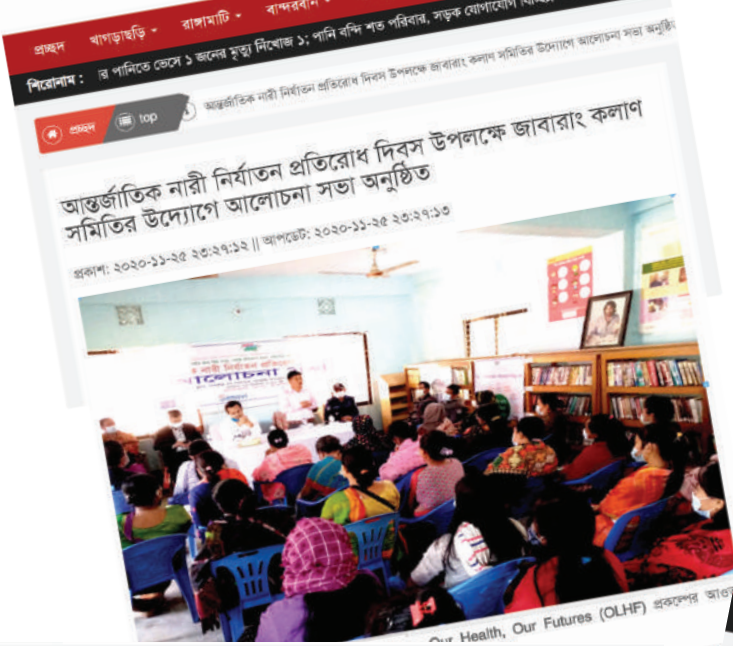 প্রচ্ছদ খাগড়াছড়ি রাঙ্গামাটি বান্দরবান
শিরোনাম : র পানিতে ভেসে ১ জনের মৃত্যু নিখোঁজ ১; পানি বন্দি শত পরিবার, সড়ক যোগাযোগ
প্রচ্ছদ top আন্তর্জাতিক নারী নির্যাতন প্রতিরোধ দিবস উপলক্ষে জাবারাং কলাণ সমিতির উদ্যোগে আলোচনা সভা
আন্তর্জাতিক নারী নির্যাতন প্রতিরোধ দিবস উপলক্ষে জাবারাং কলাণ
সমিতির উদ্যোগে আলোচনা সভা অনুষ্ঠিত
প্রকাশ: ২০২০-১১-২৫ ২৩:২৭:১২ || আপডেট: ২০২০-১১-২৫ ২৩:২৭:১৩
নারী নির্যাতন
আলোচনা
Our Health, Our Futures (OLHF) প্রকল্পের